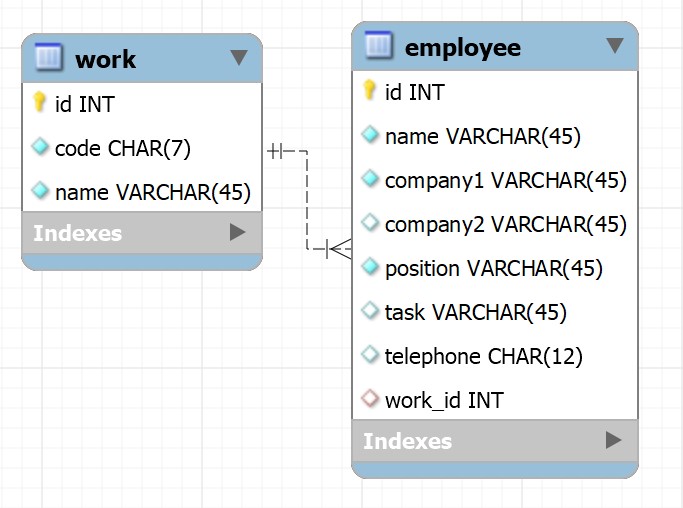 work
id INT
code CHAR(7)
name VARCHAR(45)
Indexes
employee
id INT
name VARCHAR(45)
company1 VARCHAR(45)
company2 VARCHAR(45)
position VARCHAR(45)
task VARCHAR(45)
telephone CHAR(12)
work_id INT
Indexes